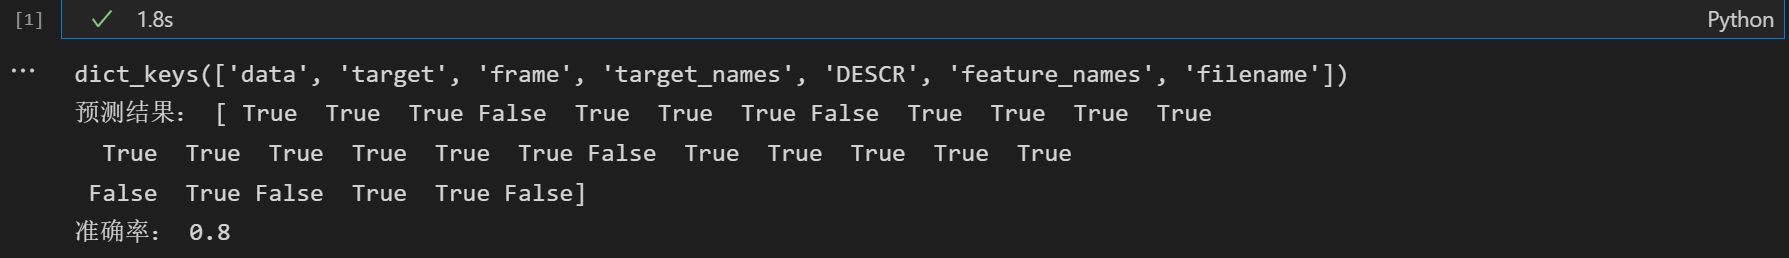 [1] ✓ 1.8s Python
... dict_keys(['data', 'target', 'frame', 'target_names', 'DESCR', 'feature_names', 'filename'])
预测结果： [ True  True  True False  True  True  True False  True  True  True  True
  True  True  True  True  True  True False  True  True  True  True  True
 False  True False  True  True False]
准确率： 0.8